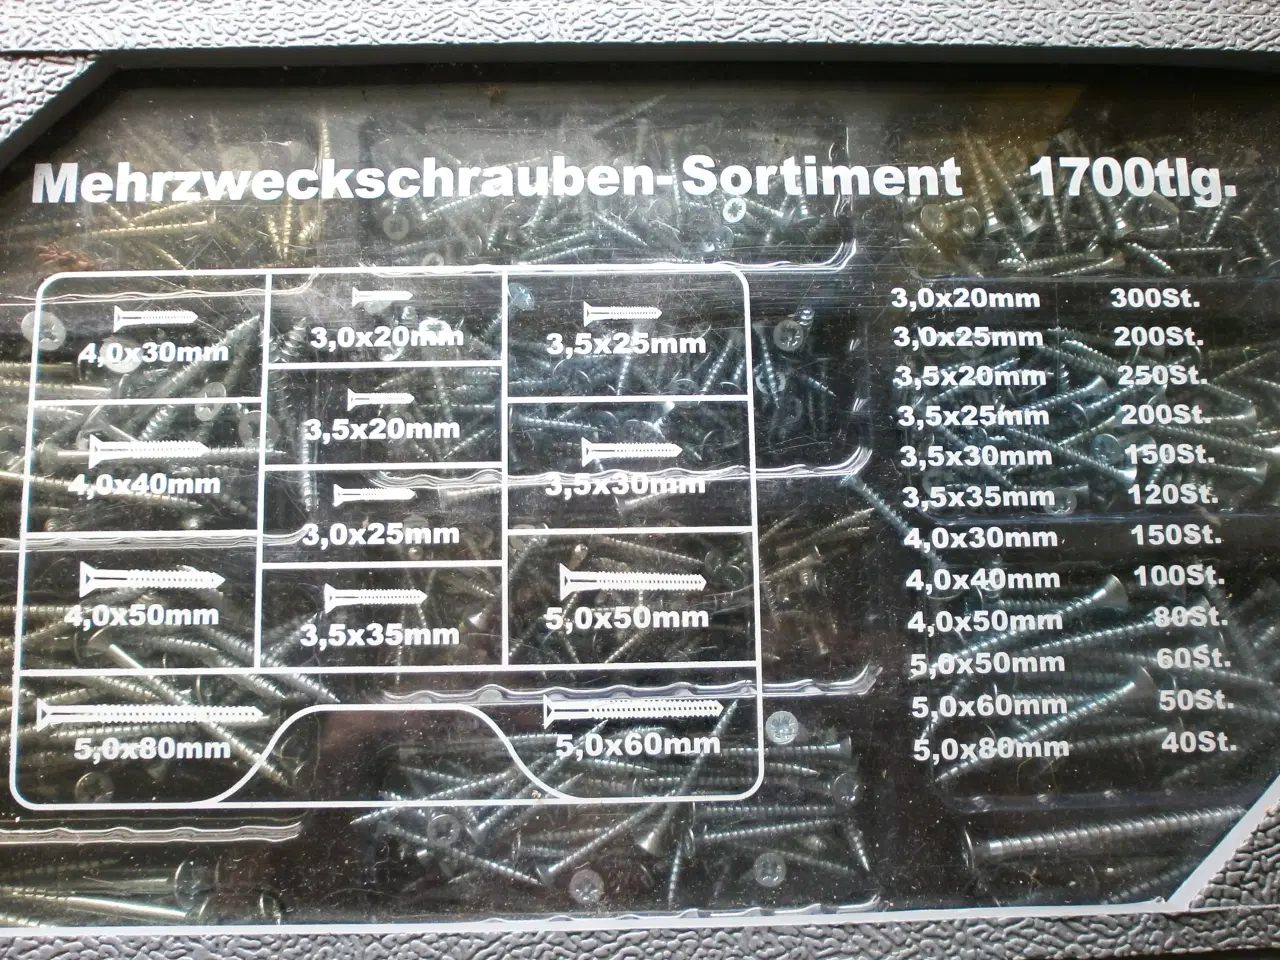 Mehrzweckschrauben-Sortiment 1700tlg.
4,0x30mm
3,0x20mm
3,5x25mm
3,5x20mm
4,0x40mm
3,5x30mm
3,0x25mm
4,0x50mm
3,5x35mm
5,0x50mm
5,0x80mm
5,0x60mm
3,0x20mm 300St.
3,0x25mm 200St.
3,5x20mm 250St.
3,5x25mm 200St.
3,5x30mm 150St.
3,5x35mm 120St.
4,0x30mm 150St.
4,0x40mm 100St.
4,0x50mm 80St.
5,0x50mm 60St.
5,0x60mm 50St.
5,0x80mm 40St.